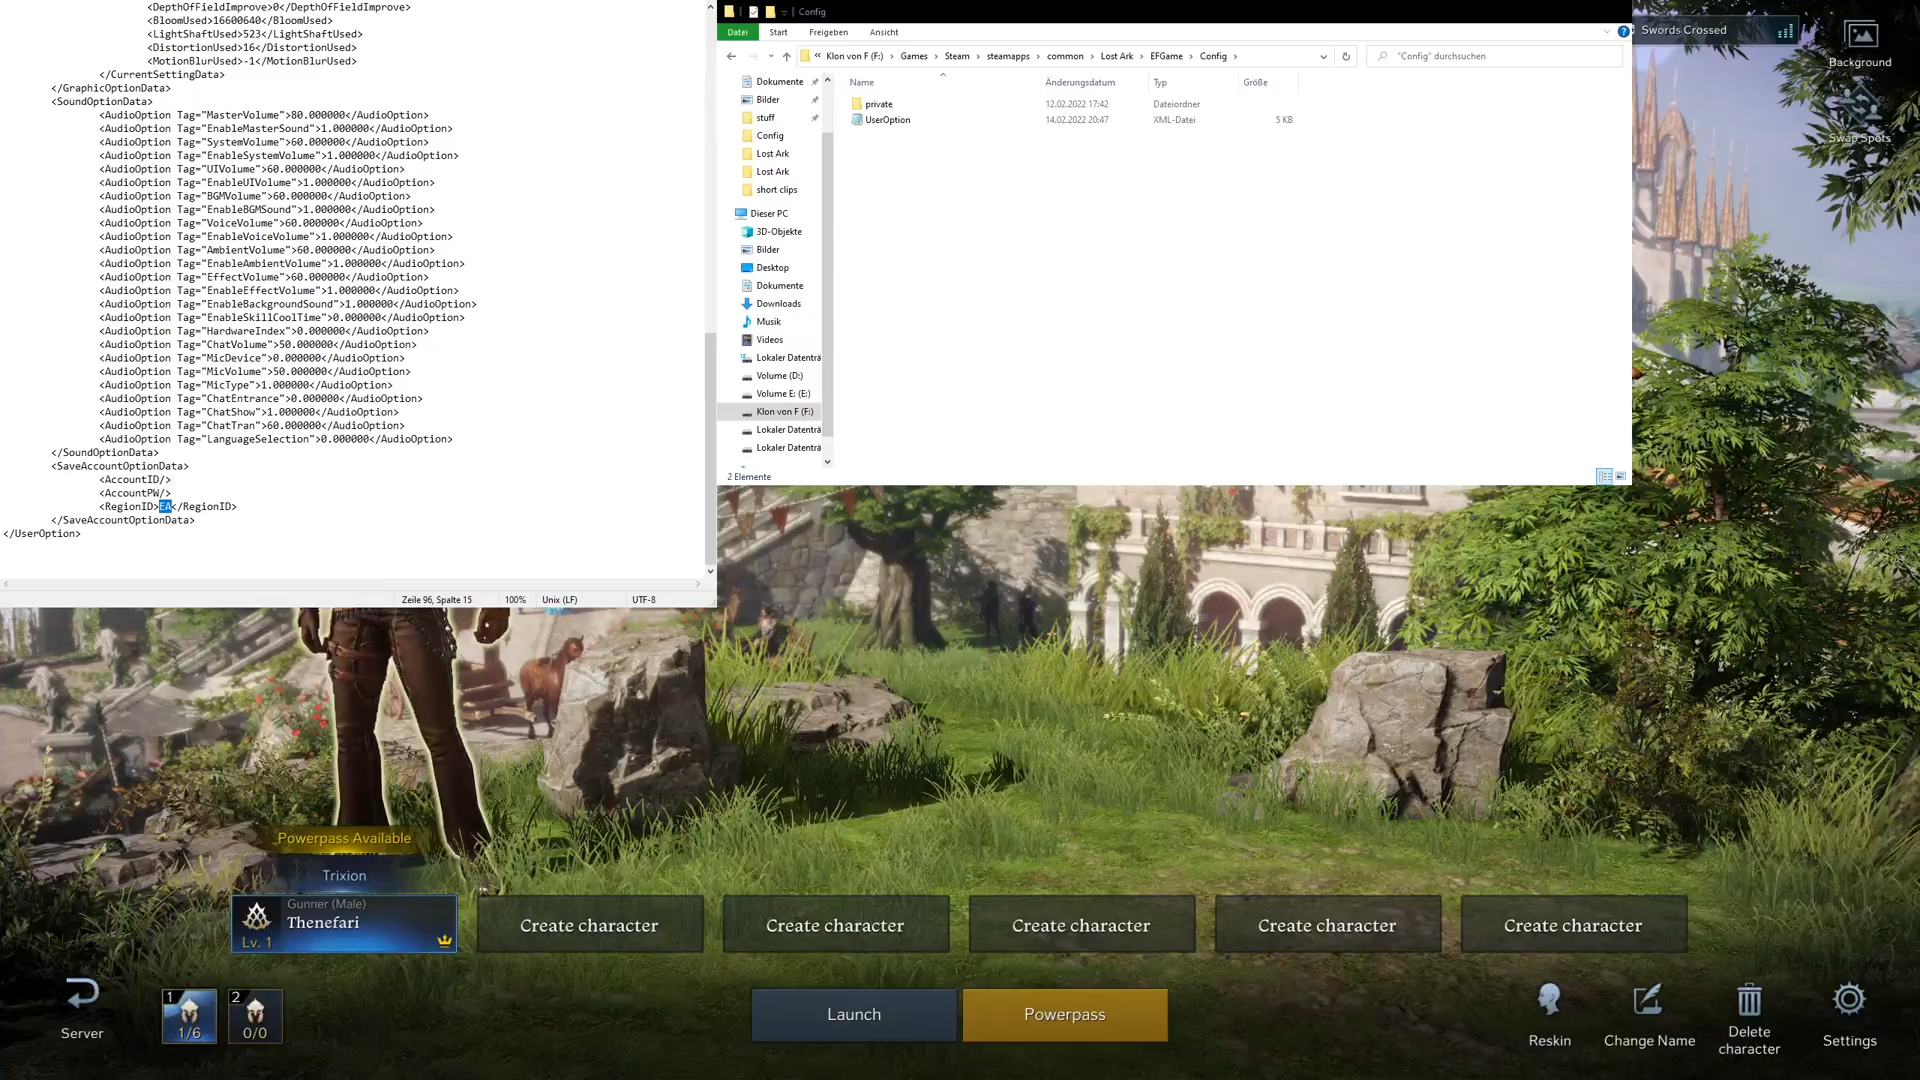 <DepthOfFieldImprove>0</DepthOfFieldImprove>
<BloomUsed>16600640</BloomUsed>
<LightShaftUsed>523</LightShaftUsed>
<DistortionUsed>16</DistortionUsed>
<MotionBlurUsed>-1</MotionBlurUsed>
</CurrentSettingData>
</GraphicOptionData>
<SoundOptionData>
<AudioOption Tag="MasterVolume">80.000000</AudioOption>
<AudioOption Tag="EnableMasterSound">1.000000</AudioOption>
<AudioOption Tag="SystemVolume">60.000000</AudioOption>
<AudioOption Tag="EnableSystemVolume">1.000000</AudioOption>
<AudioOption Tag="UIVolume">60.000000</AudioOption>
<AudioOption Tag="EnableUIVolume">1.000000</AudioOption>
<AudioOption Tag="BGMVolume">60.000000</AudioOption>
<AudioOption Tag="EnableBGMSound">1.000000</AudioOption>
<AudioOption Tag="VoiceVolume">60.000000</AudioOption>
<AudioOption Tag="EnableVoiceVolume">1.000000</AudioOption>
<AudioOption Tag="AmbientVolume">60.000000</AudioOption>
<AudioOption Tag="EnableAmbientVolume">1.000000</AudioOption>
<AudioOption Tag="EffectVolume">60.000000</AudioOption>
<AudioOption Tag="EnableEffectVolume">1.000000</AudioOption>
<AudioOption Tag="EnableBackgroundSound">1.000000</AudioOption>
<AudioOption Tag="EnableSkillCoolTime">0.000000</AudioOption>
<AudioOption Tag="HardwareIndex">0.000000</AudioOption>
<AudioOption Tag="ChatVolume">50.000000</AudioOption>
<AudioOption Tag="MicDevice">0.000000</AudioOption>
<AudioOption Tag="MicVolume">50.000000</AudioOption>
<AudioOption Tag="MicType">1.000000</AudioOption>
<AudioOption Tag="ChatEntrance">0.000000</AudioOption>
<AudioOption Tag="ChatShow">1.000000</AudioOption>
<AudioOption Tag="ChatTran">60.000000</AudioOption>
<AudioOption Tag="LanguageSelection">0.000000</AudioOption>
</SoundOptionData>
<SaveAccountOptionData>
<AccountID/>
<AccountPW/>
<RegionID>EA</RegionID>
</SaveAccountOptionData>
</UserOption>
Zeile 96, Spalte 15 100% Unix (LF) UTF-8
Config
Datei Start Freigeben Ansicht
« Klon von F (F:) > Games > Steam > steamapps > common > Lost Ark > EFGame > Config >
"Config" durchsuchen
Name Änderungsdatum Typ Größe
private 12.02.2022 17:42 Dateiordner
UserOption 14.02.2022 20:47 XML-Datei 5 KB
Dokumente
Bilder
stuff
Config
Lost Ark
Lost Ark
short clips
Dieser PC
3D-Objekte
Bilder
Desktop
Dokumente
Downloads
Musik
Videos
Lokaler Datenträ
Volume (D:)
Volume E: (E:)
Klon von F (F:)
Lokaler Datenträ
Lokaler Datenträ
2 Elemente
Swords Crossed
Background
Swap Spots
Powerpass Available
Trixion
Gunner (Male)
Thenefari
Lv. 1
Create character
Create character
Create character
Create character
Create character
Server
1
1/6
2
0/0
Launch
Powerpass
Reskin
Change Name
Delete
character
Settings